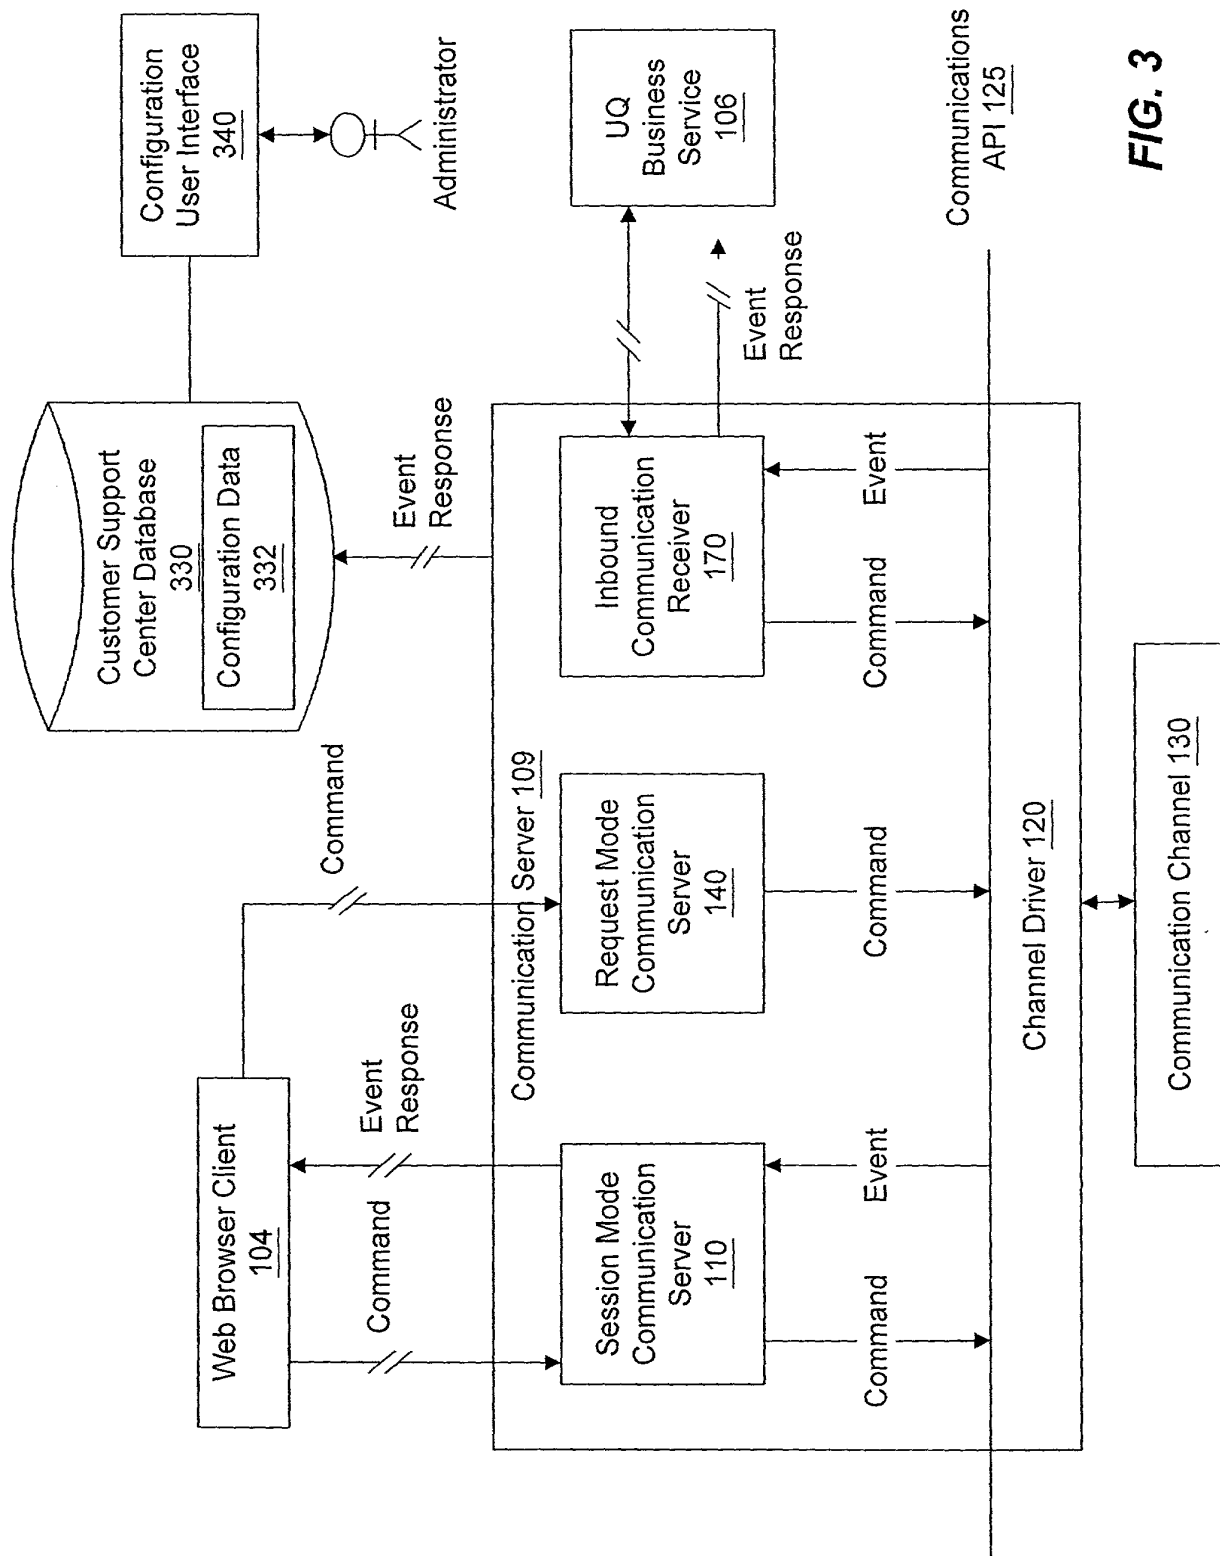 Web Browser Client
104
Command
Event
Response
Command
Customer Support
Center Database
330
Configuration Data
332
Configuration
User Interface
340
Administrator
Event
Response
Communication Server 109
Session Mode
Communication
Server
110
Request Mode
Communication
Server
140
Inbound
Communication
Receiver
170
UQ
Business
Service
106
Event
Response
Command
Event
Command
Command
Event
Communications
API 125
Channel Driver 120
Communication Channel 130
FIG. 3